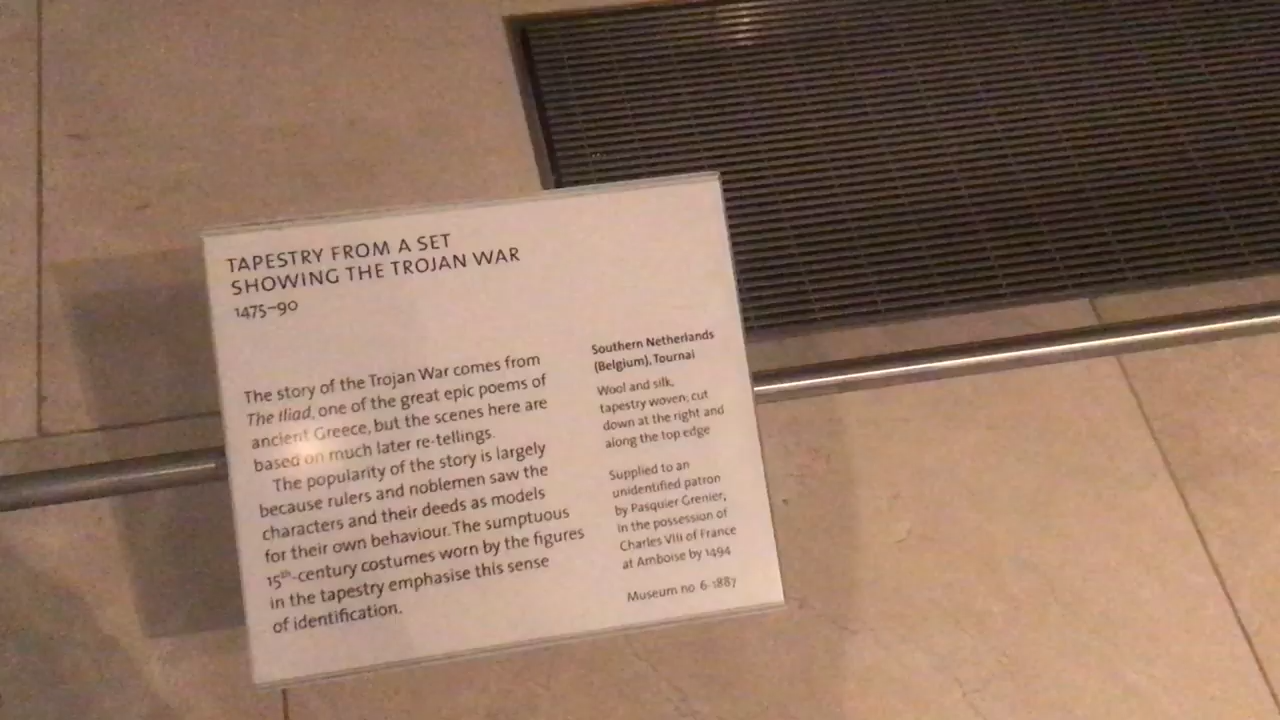 TAPESTRY FROM A SET
SHOWING THE TROJAN WAR
1475–90
The story of the Trojan War comes from
The Iliad, one of the great epic poems of
ancient Greece, but the scenes here are
based on much later re-tellings.
The popularity of the story is largely
because rulers and noblemen saw the
characters and their deeds as models
for their own behaviour. The sumptuous
15th-century costumes worn by the figures
in the tapestry emphasise this sense
of identification.
Southern Netherlands
(Belgium), Tournai
Wool and silk,
tapestry woven; cut
down at the right and
along the top edge
Supplied to an
unidentified patron
by Pasquier Grenier;
in the possession of
Charles VIII of France
at Amboise by 1494
Museum no 6-1887